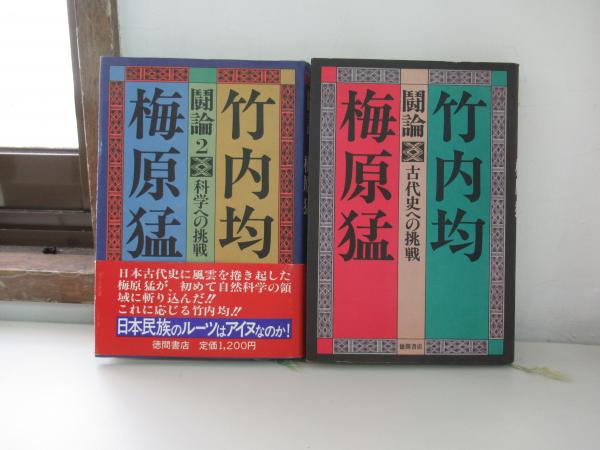 竹内均
闘論2
科学への挑戦
梅原猛
日本古代史に風雲を捲き起した
梅原猛が、初めて自然科学の領
域に斬り込んだ!!
これに応じる竹内均!!
日本民族のルーツはアイヌなのか!
徳間書店 定価1,200円
竹内均
闘論
古代史への挑戦
梅原猛
徳間書店